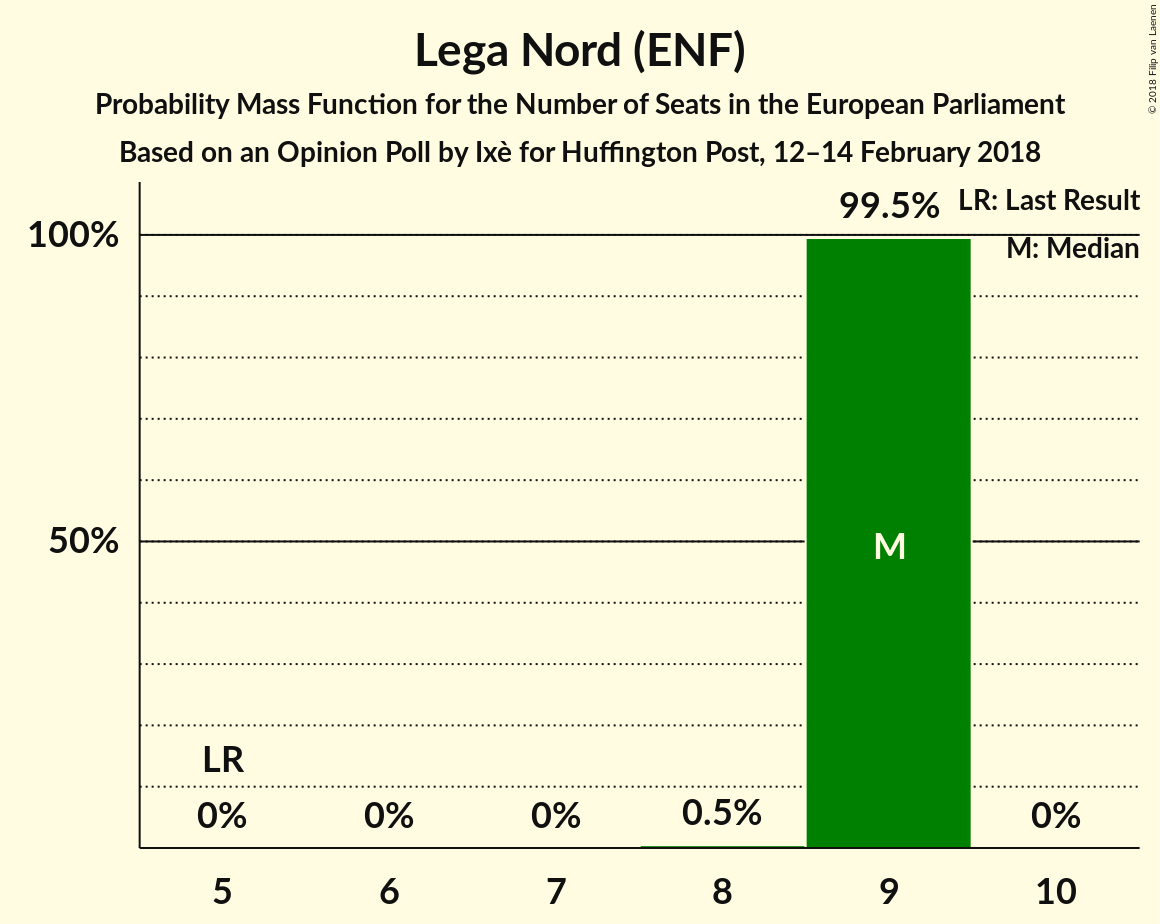 Lega Nord (ENF)
Probability Mass Function for the Number of Seats in the European Parliament
Based on an Opinion Poll by Ixè for Huffington Post, 12–14 February 2018
© 2018 Filip van Laenen
LR: Last Result
M: Median
99.5%
100%
50%
M
LR
0%
0%
0%
0.5%
0%
5
6
7
8
9
10